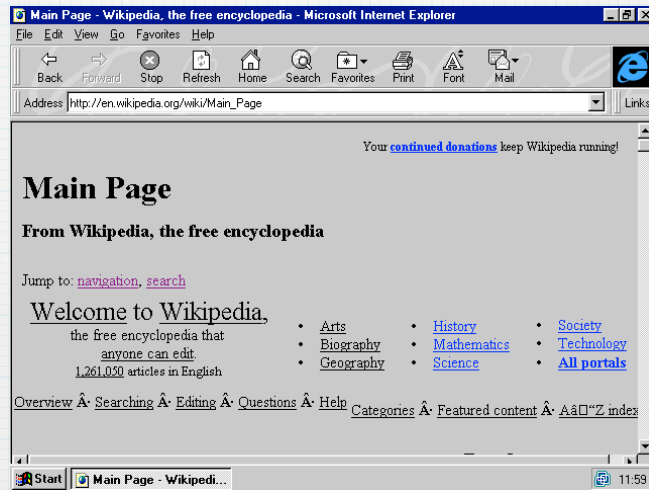 Main Page - Wikipedia, the free encyclopedia - Microsoft Internet Explorer
File Edit View Go Favorites Help
Back Forward Stop Refresh Home Search Favorites Print Font Mail
Address http://en.wikipedia.org/wiki/Main_Page Links
Your continued donations keep Wikipedia running!
Main Page
From Wikipedia, the free encyclopedia
Jump to: navigation, search
Welcome to Wikipedia,
the free encyclopedia that
anyone can edit.
1,261,050 articles in English
• Arts
• Biography
• Geography
• History
• Mathematics
• Science
• Society
• Technology
• All portals
Overview Â· Searching Â· Editing Â· Questions Â· Help
Categories Â· Featured content Â· Aâ□“Z index
Start Main Page - Wikipedi... 11:59